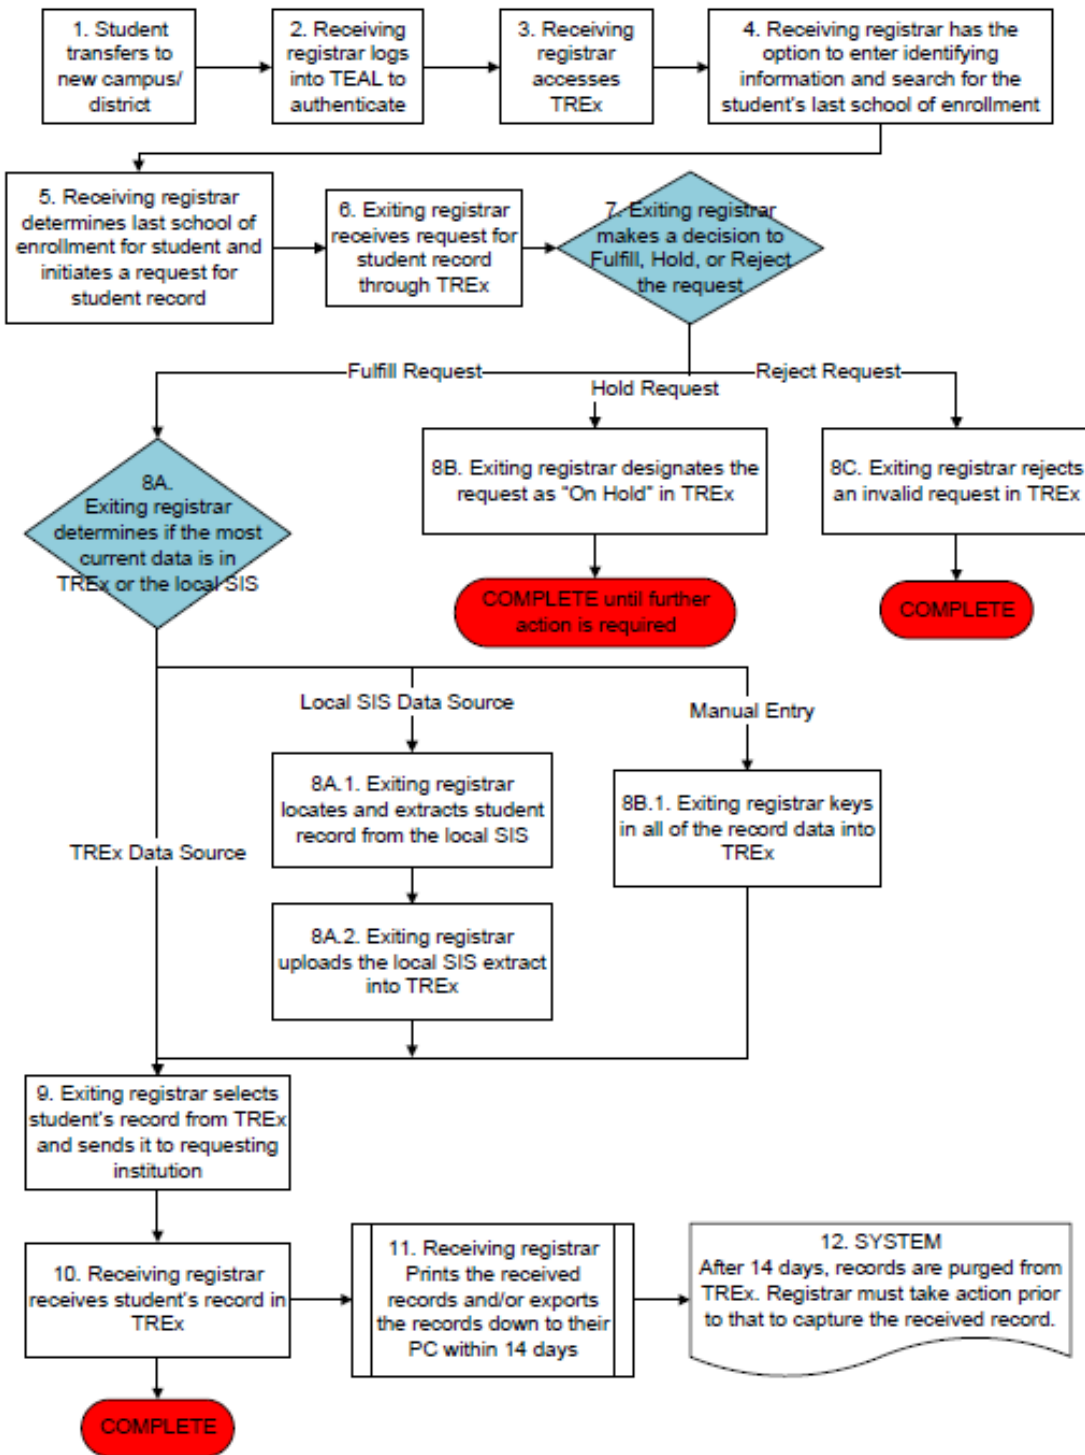 1. Student
transfers to
new campus/
district
2. Receiving
registrar logs
into TEAL to
authenticate
3. Receiving
registrar
accesses
TREx
4. Receiving registrar has the
option to enter identifying
information and search for the
student's last school of enrollment
5. Receiving registrar
determines last school of
enrollment for student and
initiates a request for
student record
6. Exiting registrar
receives request for
student record
through TREx
7. Exiting registrar
makes a decision to
Fulfill, Hold, or Reject
the request
Fulfill Request
Hold Request
Reject Request
8A.
Exiting registrar
determines if the most
current data is in
TREx or the local SIS
8B. Exiting registrar designates the
request as "On Hold" in TREx
8C. Exiting registrar rejects
an invalid request in TREx
COMPLETE until further
action is required
COMPLETE
Local SIS Data Source
Manual Entry
TREx Data Source
8A.1. Exiting registrar
locates and extracts student
record from the local SIS
8B.1. Exiting registrar keys
in all of the record data into
TREx
8A.2. Exiting registrar
uploads the local SIS extract
into TREx
9. Exiting registrar selects
student's record from TREx
and sends it to requesting
institution
10. Receiving registrar
receives student's record in
TREx
11. Receiving registrar
Prints the received
records and/or exports
the records down to their
PC within 14 days
12. SYSTEM
After 14 days, records are purged from
TREx. Registrar must take action prior
to that to capture the received record.
COMPLETE